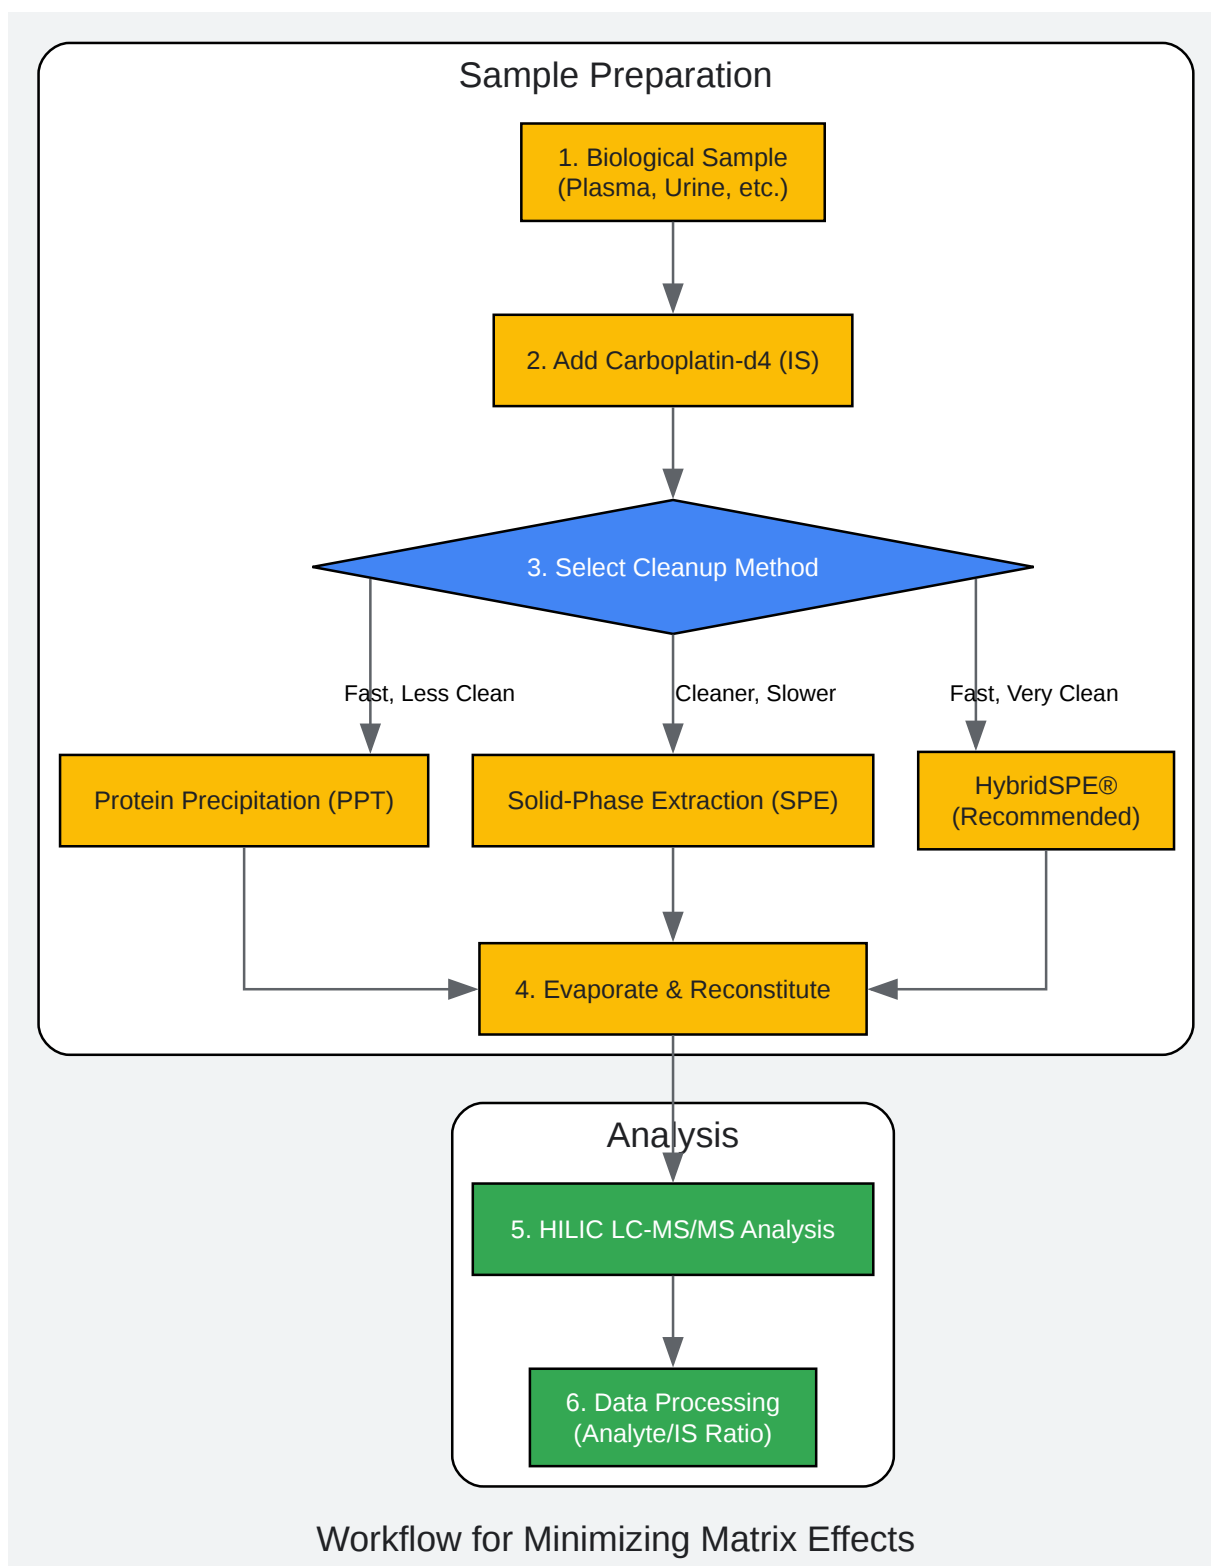 Sample Preparation
1. Biological Sample
(Plasma, Urine, etc.)
2. Add Carboplatin-d4 (IS)
3. Select Cleanup Method
Fast, Less Clean
Cleaner, Slower
Fast, Very Clean
Protein Precipitation (PPT)
Solid-Phase Extraction (SPE)
HybridSPE®
(Recommended)
4. Evaporate & Reconstitute
Analysis
5. HILIC LC-MS/MS Analysis
6. Data Processing
(Analyte/IS Ratio)
Workflow for Minimizing Matrix Effects